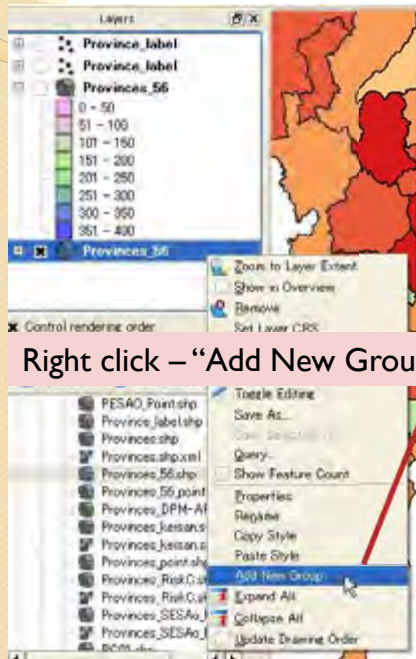 Layers
Province_label
Province_label
Provinces_56
0 - 50
51 - 100
101 - 150
151 - 200
201 - 250
251 - 300
300 - 350
351 - 400
Provinces_56
Zoom to Layer Extent
Show in Overview
Remove
Set Layer CRS
Control rendering order
Right click – “Add New Grou
Toggle Editing
Save As...
Query...
Show Feature Count
Properties
Rename
Copy Style
Paste Style
Add New Group
Expand All
Collapse All
Update Drawing Order
PESAO_Point.shp
Province_label.shp
Provinces.shp
Provinces.shp.xml
Provinces_56.shp
Provinces_56_point
Provinces_DPM-AF
Provinces_keisan.s
Provinces_keisan.s
Provinces_point.sh
Provinces_RiskC.s
Provinces_RiskC.s
Provinces_SESAo_
Provinces_SESAo_